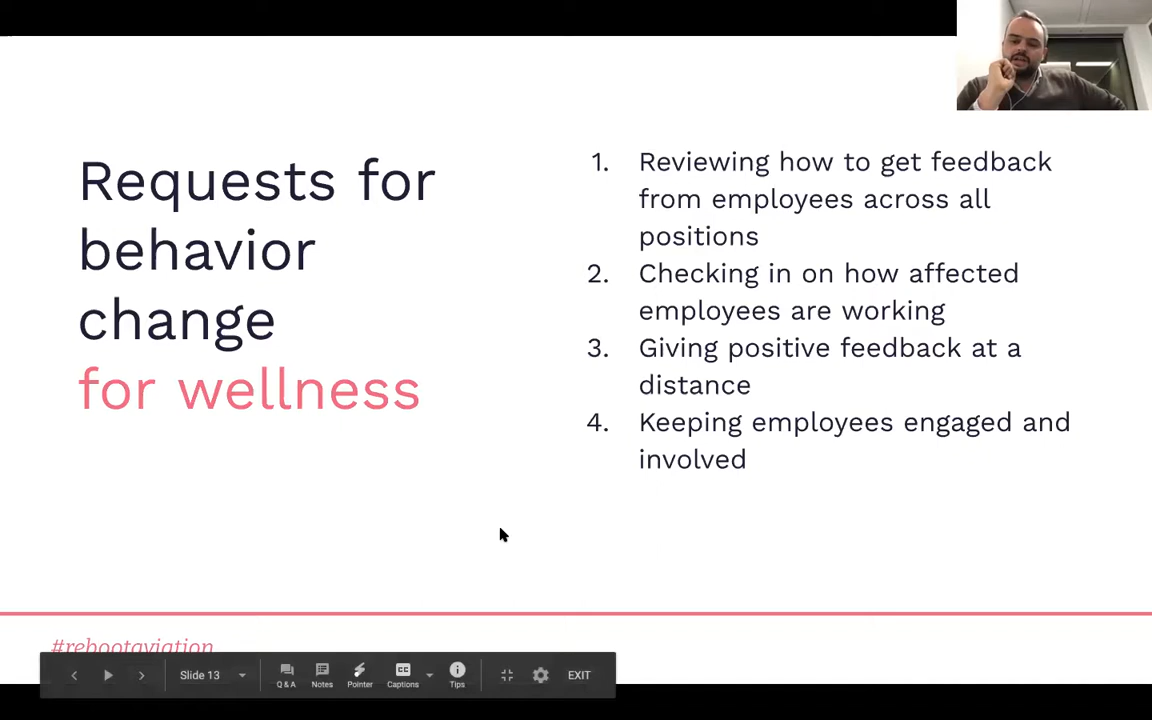 Requests for
behavior
change
for wellness
1. Reviewing how to get feedback
from employees across all
positions
2. Checking in on how affected
employees are working
3. Giving positive feedback at a
distance
4. Keeping employees engaged and
involved
#rebootaviation
Slide 13
Q & A
Notes
Pointer
CC
Captions
Tips
EXIT